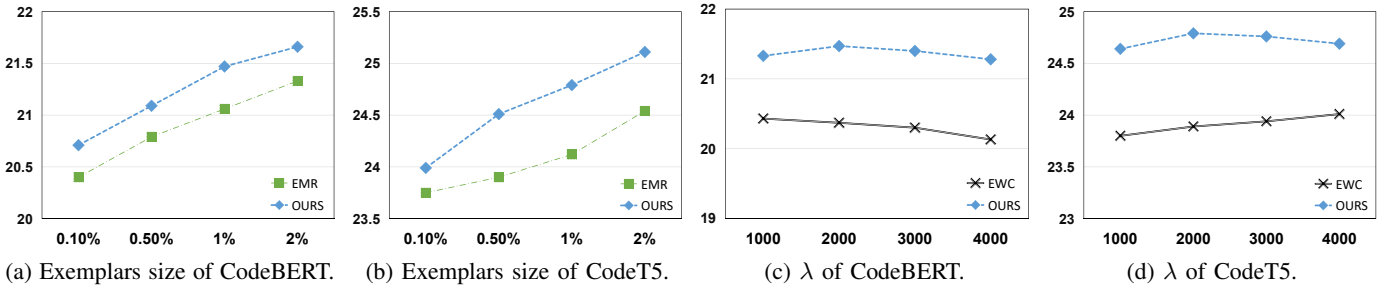 22
21.5
21
20.5
20
0.10% 0.50% 1% 2%
EMR
OURS
(a) Exemplars size of CodeBERT.
25.5
25
24.5
24
23.5
0.10% 0.50% 1% 2%
EMR
OURS
(b) Exemplars size of CodeT5.
22
21
20
19
1000 2000 3000 4000
EWC
OURS
(c) λ of CodeBERT.
25
24.5
24
23.5
23
1000 2000 3000 4000
EWC
OURS
(d) λ of CodeT5.